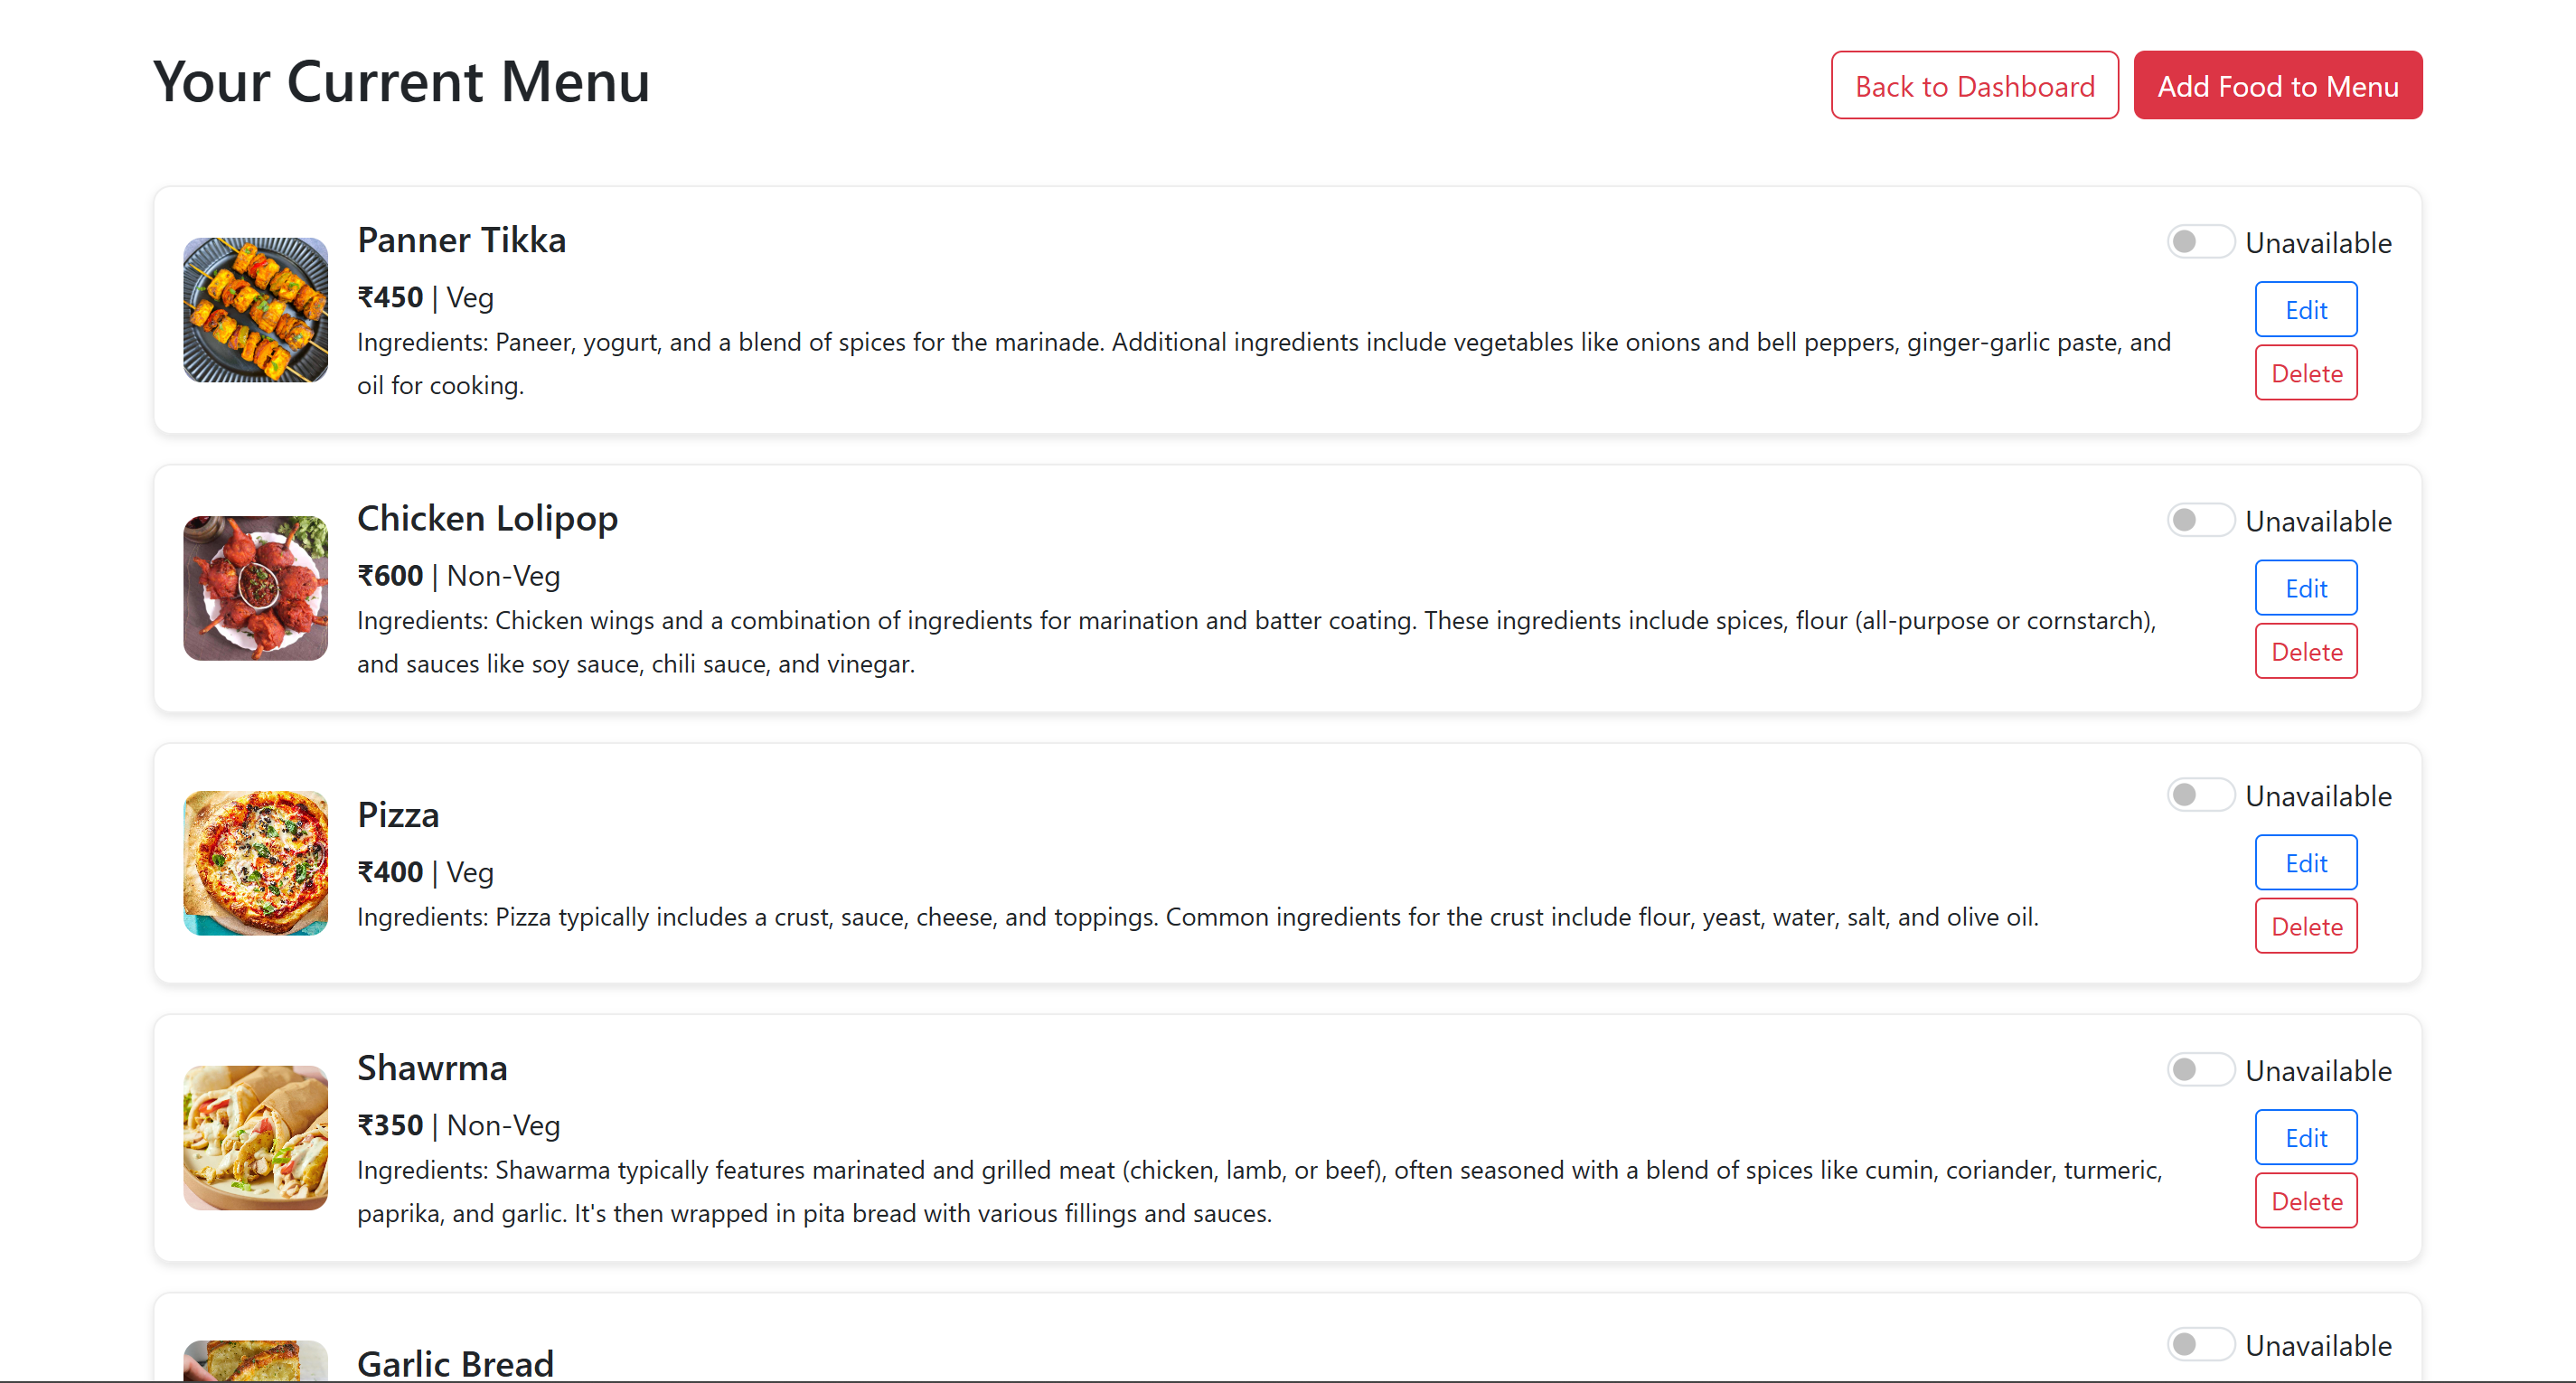 Your Current Menu
Back to Dashboard
Add Food to Menu
Panner Tikka
₹450 | Veg
Ingredients: Paneer, yogurt, and a blend of spices for the marinade. Additional ingredients include vegetables like onions and bell peppers, ginger-garlic paste, and
oil for cooking.
Unavailable
Edit
Delete
Chicken Lolipop
₹600 | Non-Veg
Ingredients: Chicken wings and a combination of ingredients for marination and batter coating. These ingredients include spices, flour (all-purpose or cornstarch),
and sauces like soy sauce, chili sauce, and vinegar.
Unavailable
Edit
Delete
Pizza
₹400 | Veg
Ingredients: Pizza typically includes a crust, sauce, cheese, and toppings. Common ingredients for the crust include flour, yeast, water, salt, and olive oil.
Unavailable
Edit
Delete
Shawrma
₹350 | Non-Veg
Ingredients: Shawarma typically features marinated and grilled meat (chicken, lamb, or beef), often seasoned with a blend of spices like cumin, coriander, turmeric,
paprika, and garlic. It's then wrapped in pita bread with various fillings and sauces.
Unavailable
Edit
Delete
Garlic Bread
Unavailable